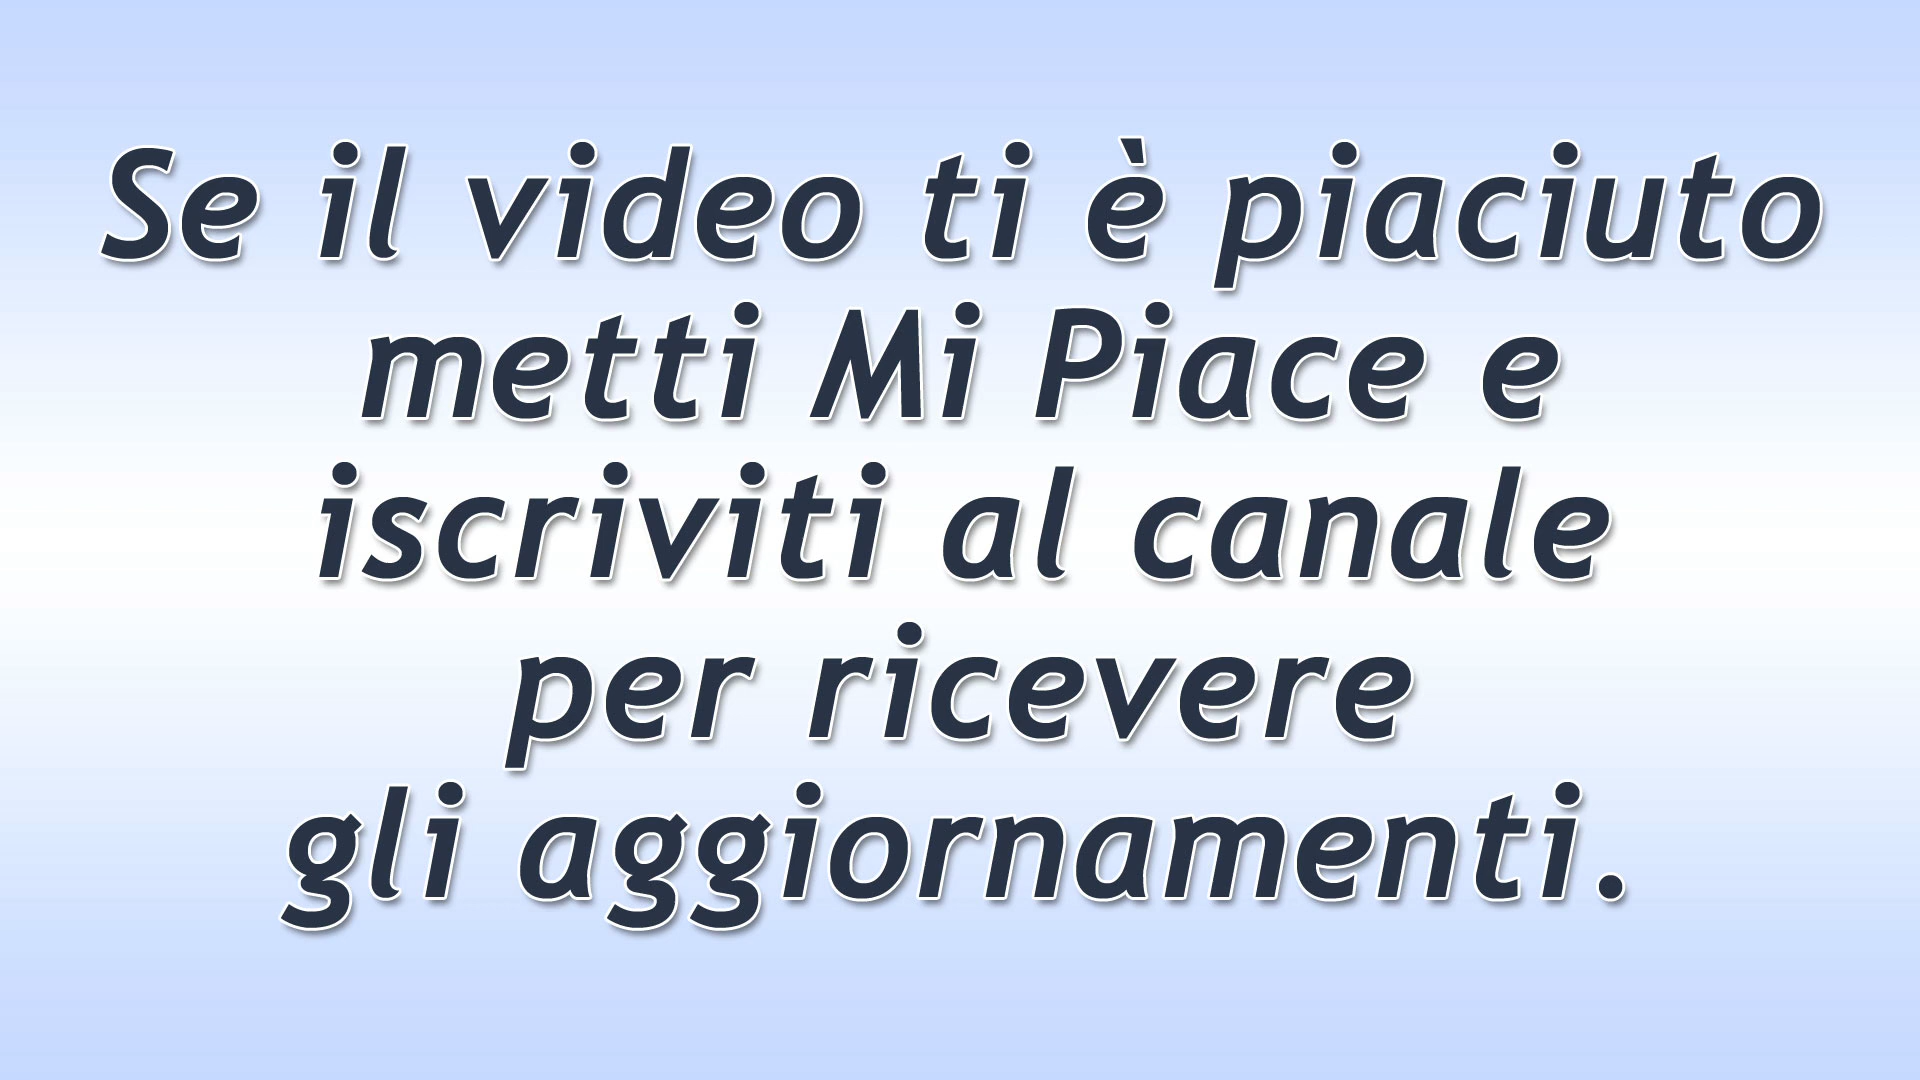 Se il video ti è piaciuto
metti Mi Piace e
iscriviti al canale
per ricevere
gli aggiornamenti.